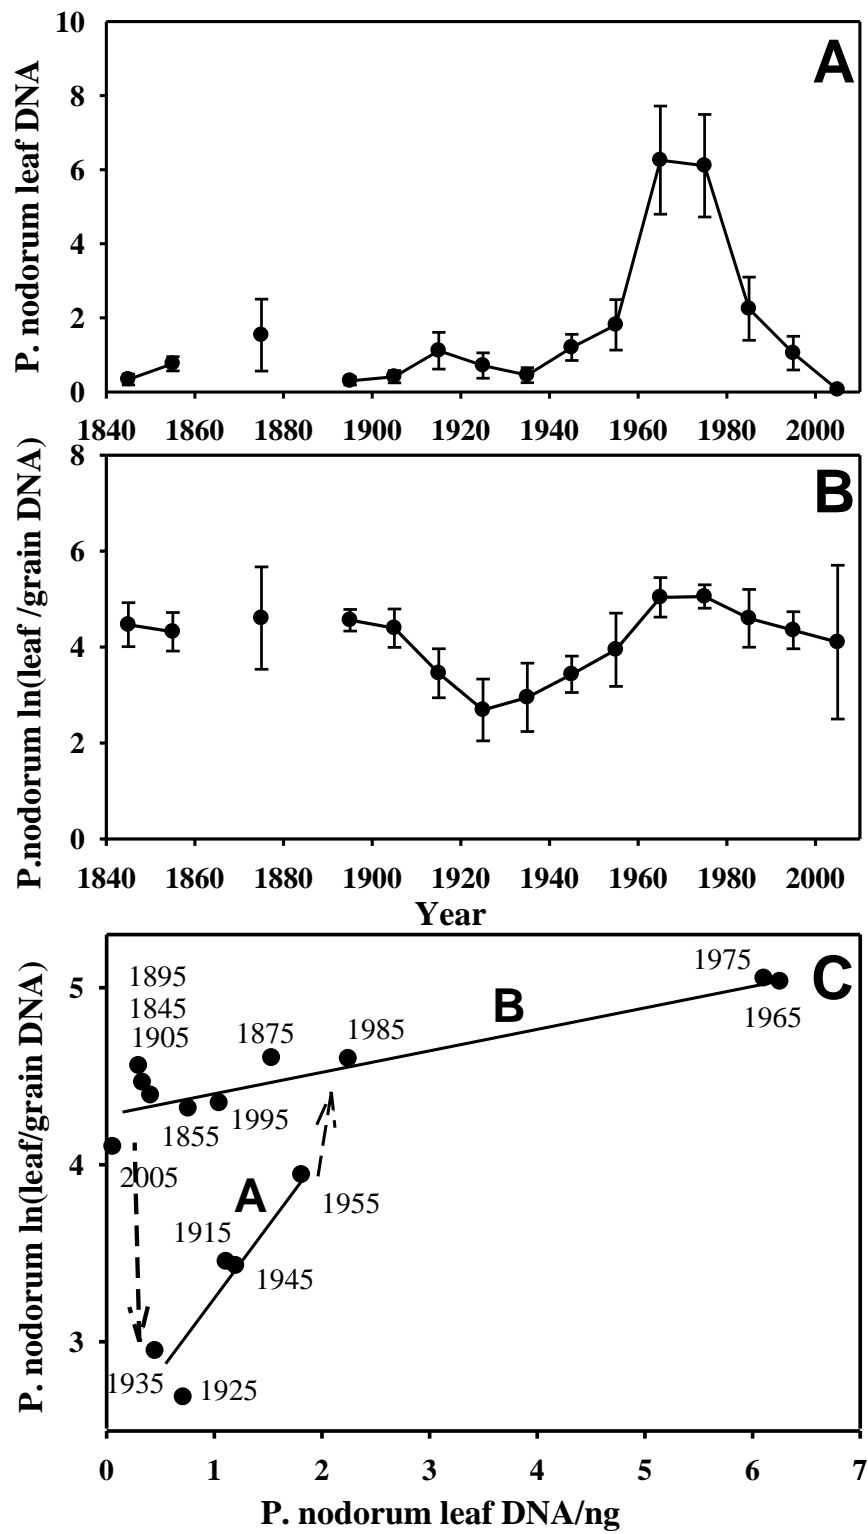 10
A
8
6
4
2
0
P. nodorum leaf DNA
1840 1860 1880 1900 1920 1940 1960 1980 2000
8
B
6
4
2
0
P.nodorum ln(leaf /grain DNA)
1840 1860 1880 1900 1920 1940 1960 1980 2000
Year
C
1975
1965
1895
1845
1905
1875
1985
B
5
1855
1995
4
2005
A
1955
1915
1945
3
1935
1925
P. nodorum ln(leaf/grain DNA)
0 1 2 3 4 5 6 7
P. nodorum leaf DNA/ng